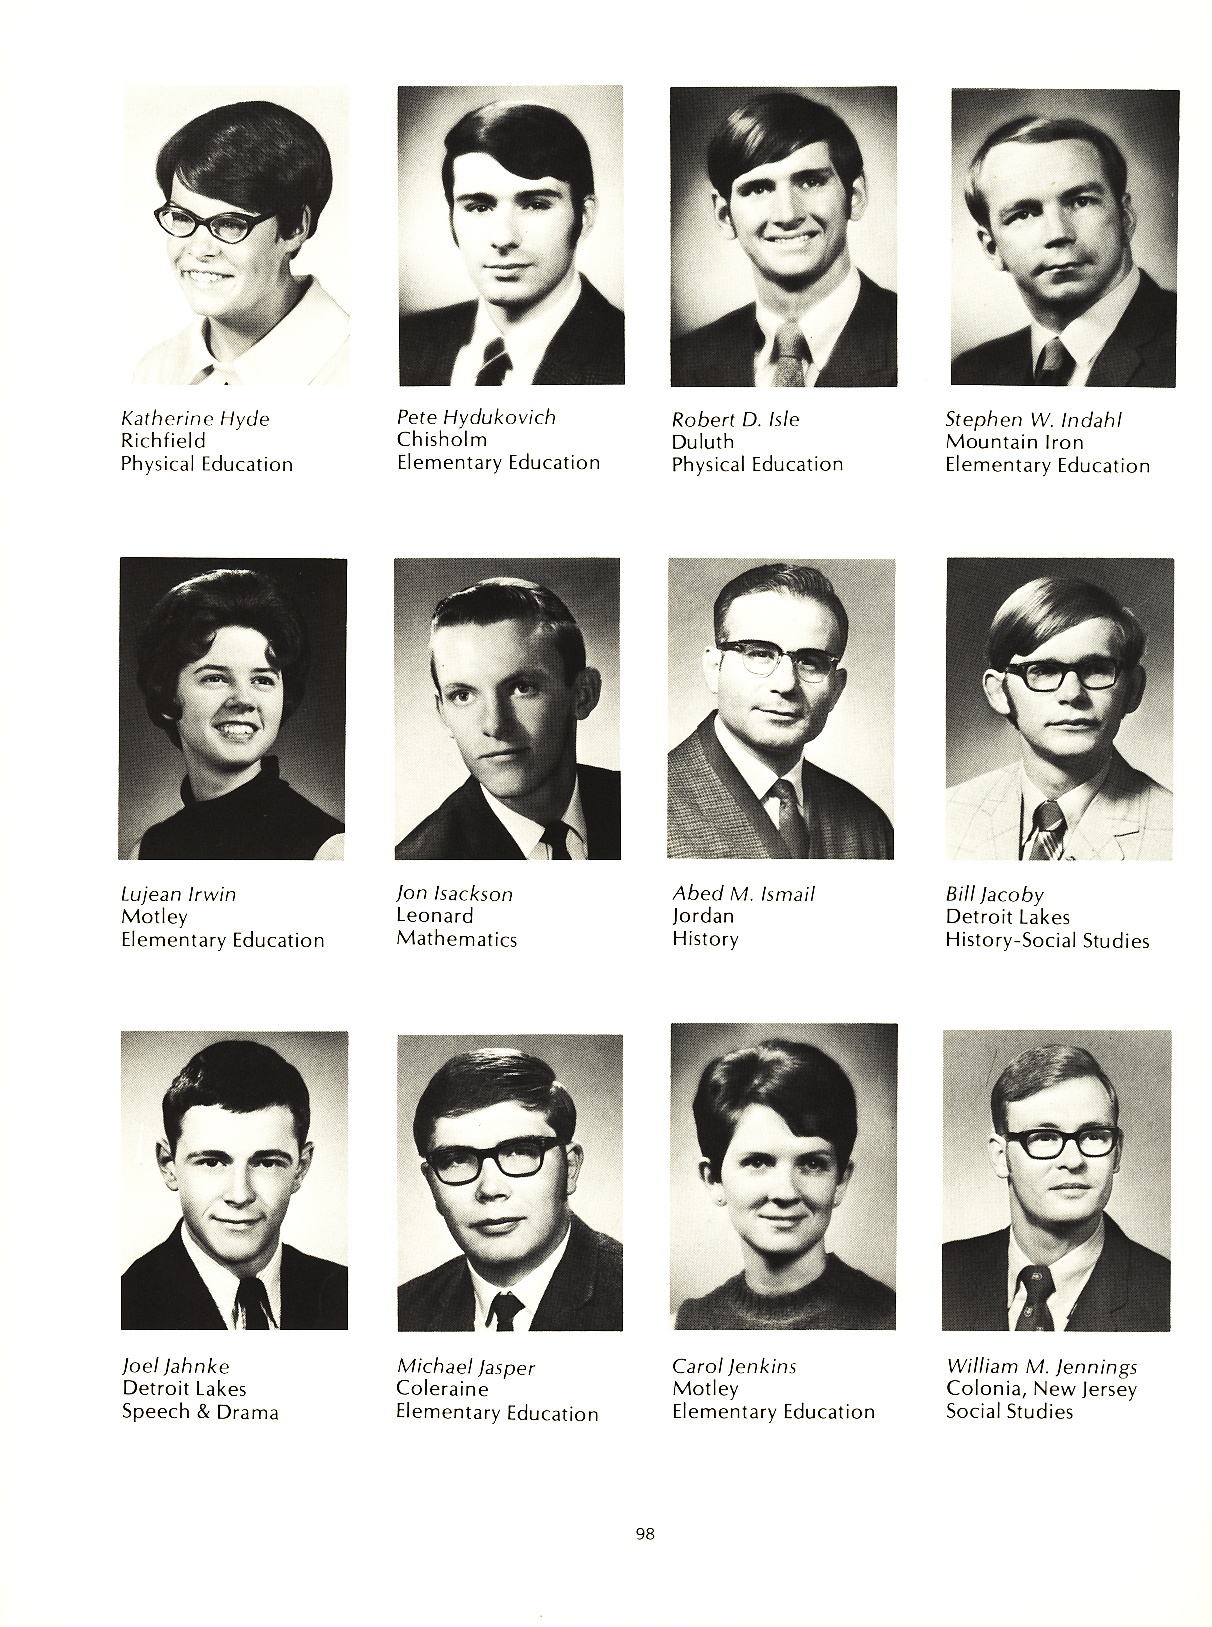 Katherine Hyde
Richfield
Physical Education
Pete Hydukovich
Chisholm
Elementary Education
Robert D. Isle
Duluth
Physical Education
Stephen W. Indahl
Mountain Iron
Elementary Education
Lujean Irwin
Motley
Elementary Education
Jon Isackson
Leonard
Mathematics
Abed M. Ismail
Jordan
History
Bill Jacoby
Detroit Lakes
History-Social Studies
Joel Jahnke
Detroit Lakes
Speech & Drama
Michael Jasper
Coleraine
Elementary Education
Carol Jenkins
Motley
Elementary Education
William M. Jennings
Colonia, New Jersey
Social Studies
98